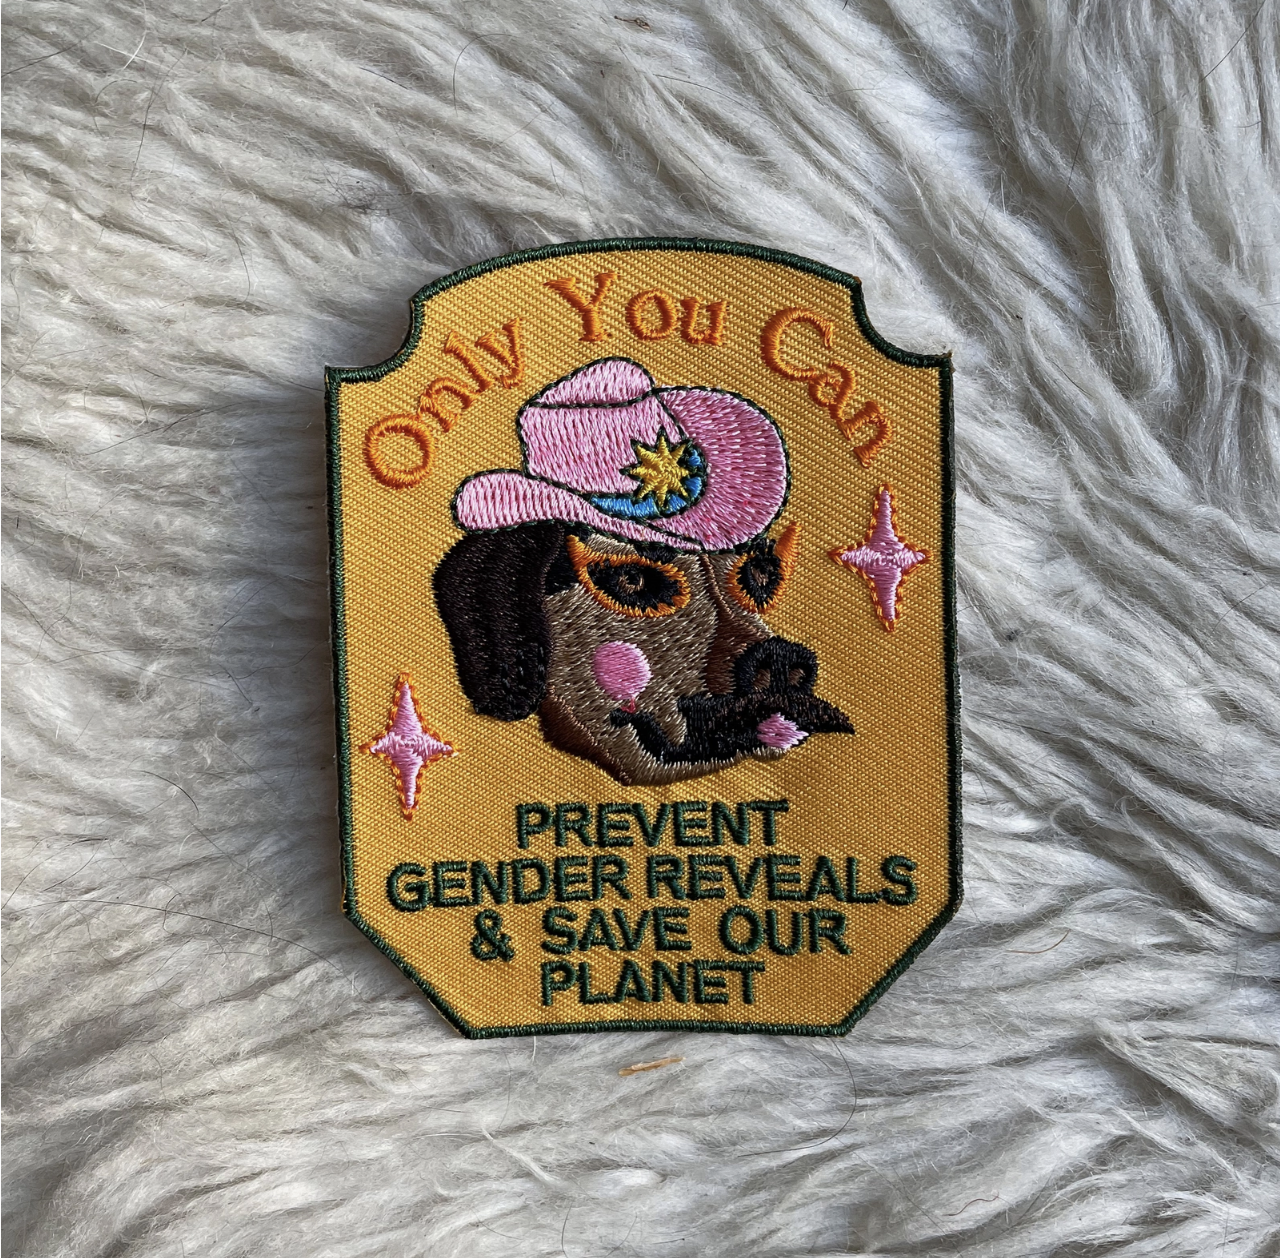 Only You Can
PREVENT
GENDER REVEALS
& SAVE OUR
PLANET